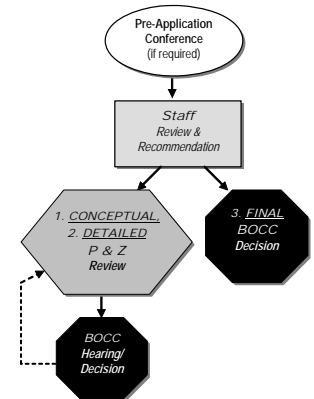 Pre-Application
Conference
(if required)
Staff
Review &
Recommendation
1. CONCEPTUAL,
2. DETAILED
P & Z
Review
3. FINAL
BOCC
Decision
BOCC
Hearing/
Decision